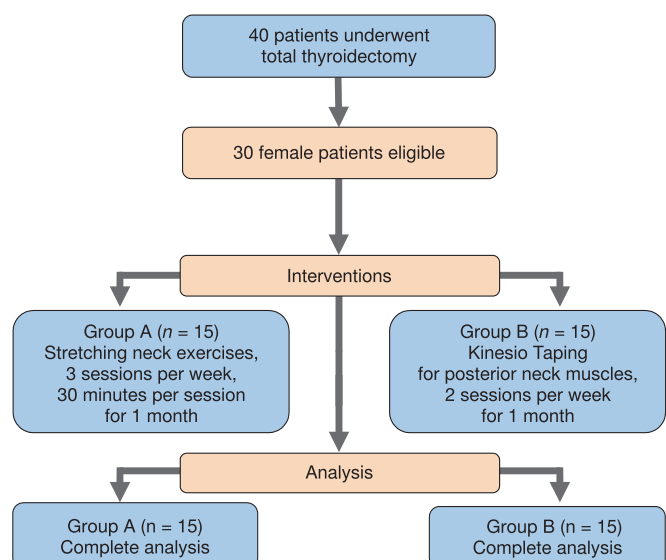 40 patients underwent
total thyroidectomy
30 female patients eligible
Interventions
Group A (n = 15)
Stretching neck exercises,
3 sessions per week,
30 minutes per session
for 1 month
Group B (n = 15)
Kinesio Taping
for posterior neck muscles,
2 sessions per week
for 1 month
Analysis
Group A (n = 15)
Complete analysis
Group B (n = 15)
Complete analysis